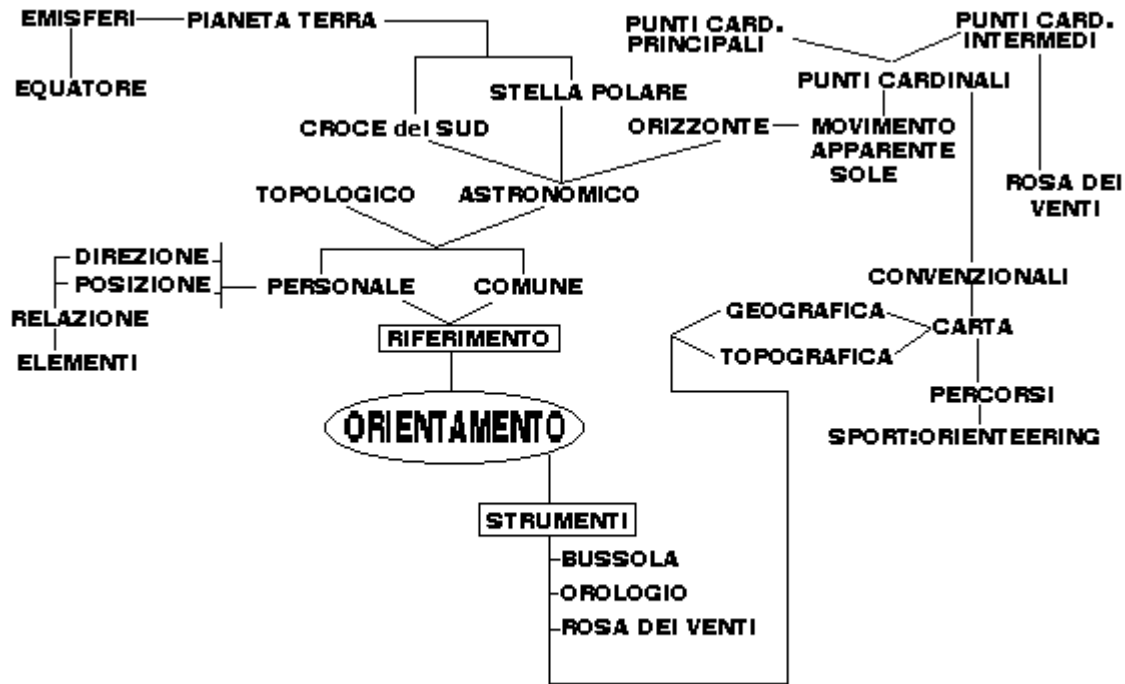 EMISFERI
PIANETA TERRA
PUNTI CARD.
PRINCIPALI
PUNTI CARD.
INTERMEDI
EQUATORE
STELLA POLARE
PUNTI CARDINALI
CROCE del SUD
ORIZZONTE
MOVIMENTO
APPARENTE
SOLE
TOPOLOGICO
ASTRONOMICO
ROSA DEI
VENTI
DIREZIONE
POSIZIONE
PERSONALE
COMUNE
CONVENZIONALI
RELAZIONE
ELEMENTI
RIFERIMENTO
GEOGRAFICA
TOPOGRAFICA
CARTA
PERCORSI
SPORT:ORIENTEERING
ORIENTAMENTO
STRUMENTI
BUSSOLA
OROLOGIO
ROSA DEI VENTI